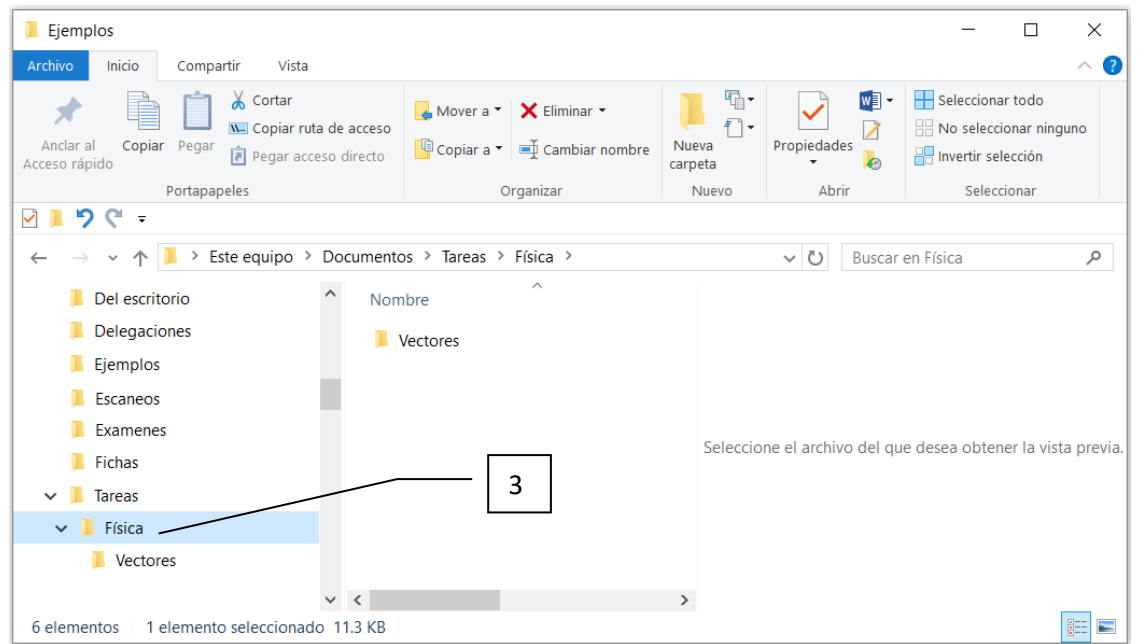 Ejemplos
Archivo Inicio Compartir Vista
Anclar al Acceso rápido
Copiar
Pegar
Cortar
Copiar ruta de acceso
Pegar acceso directo
Portapapeles
Mover a
Copiar a
Eliminar
Cambiar nombre
Organizar
Nueva carpeta
Nuevo
Propiedades
Abrir
Seleccionar todo
No seleccionar ninguno
Invertir selección
Seleccionar
Este equipo > Documentos > Tareas > Física >
Buscar en Física
Del escritorio
Delegaciones
Ejemplos
Escaneos
Examenes
Fichas
Tareas
Física
Vectores
Nombre
Vectores
Seleccione el archivo del que desea obtener la vista previa.
3
6 elementos 1 elemento seleccionado 11.3 KB